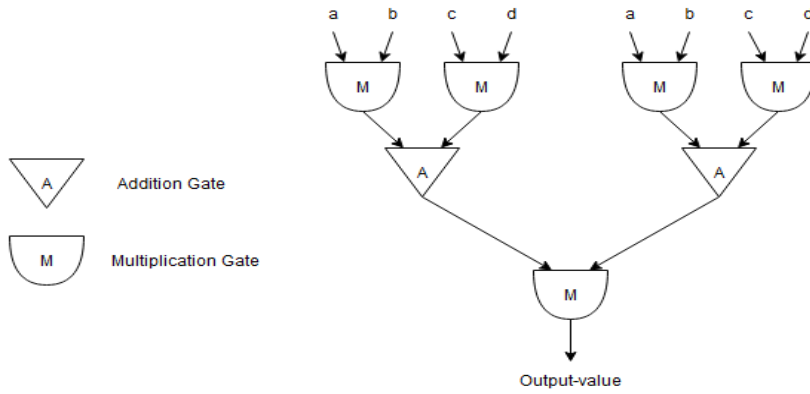 a b c d a b c
M M M M
A A
A Addition Gate
M Multiplication Gate
M
Output-value